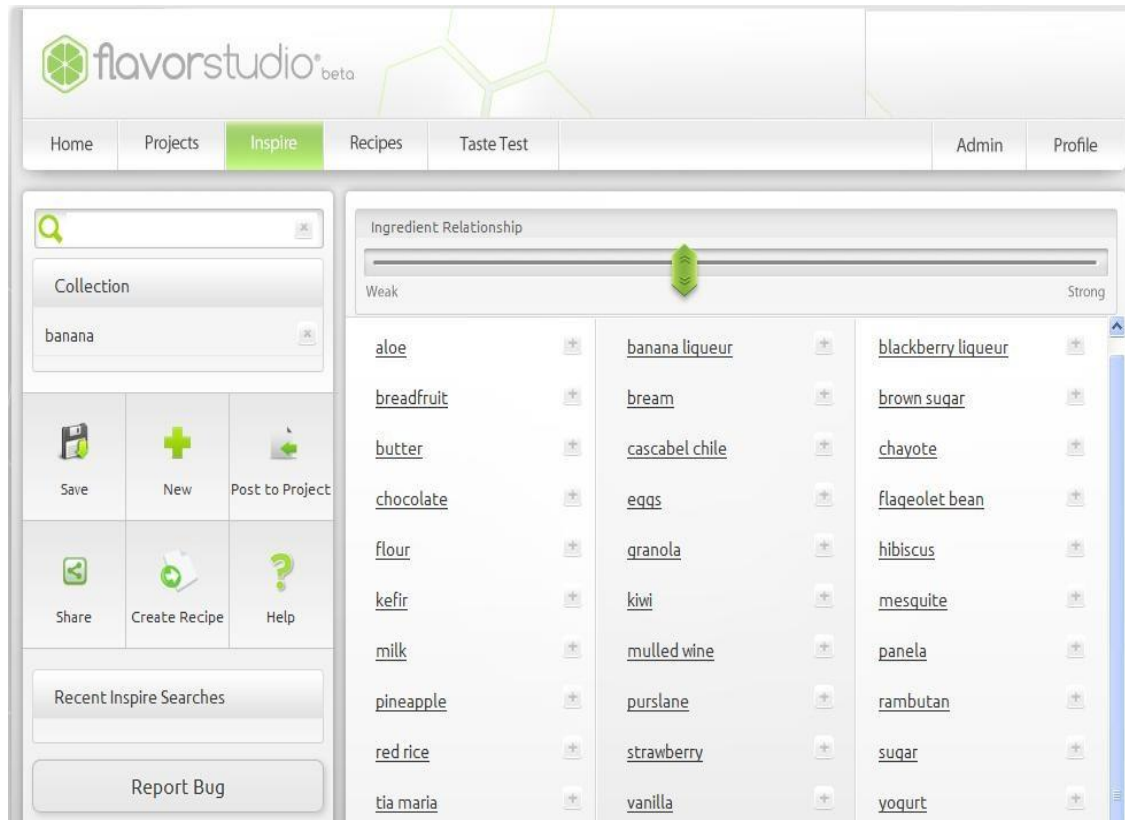 flavorstudio® beta
Home Projects Inspire Recipes Taste Test Admin Profile
Collection
banana
Save New Post to Project
Share Create Recipe Help
Recent Inspire Searches
Report Bug
Ingredient Relationship
Weak Strong
aloe banana liqueur blackberry liqueur
breadfruit bream brown sugar
butter cascabel chile chayote
chocolate eggs flageolet bean
flour granola hibiscus
kefir kiwi mesquite
milk mulled wine panela
pineapple purslane rambutan
red rice strawberry sugar
tia maria vanilla yogurt